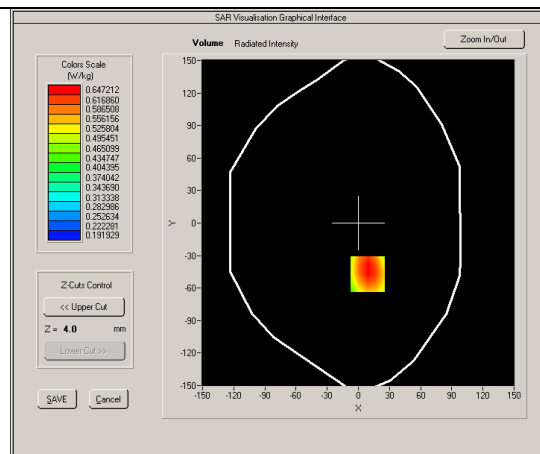 SAR Visualisation Graphical Interface
Volume Radiated Intensity
Zoom In/Out
Colors Scale
(W/kg)
0.647212
0.616860
0.586508
0.556156
0.525804
0.495451
0.465099
0.434747
0.404395
0.374042
0.343690
0.313338
0.282986
0.252634
0.222281
0.191929
Z-Cuts Control
<< Upper Cut
Z = 4.0 mm
Lower Cut >>
SAVE Cancel
150
120
90
60
30
0
-30
-60
-90
-120
-150
Y
-150 -120 -90 -60 -30 0 30 60 90 120 150
X